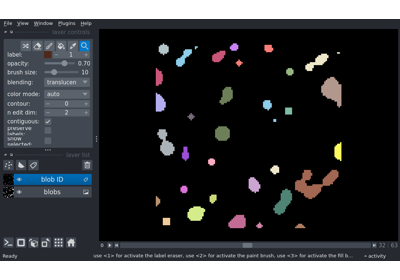 File View Window Plugins Help
layer controls
label: 1
opacity: 0.70
brush size: 10
blending: translucen
color mode: auto
contour: 0
n edit dim: 2
contiguous:
preserve
labels:
show
selected:
layer list
blob ID
blobs
0 32 63
Ready use <1> for activate the label eraser, use <2> for activate the paint brush, use <3> for activate the fill b... activity